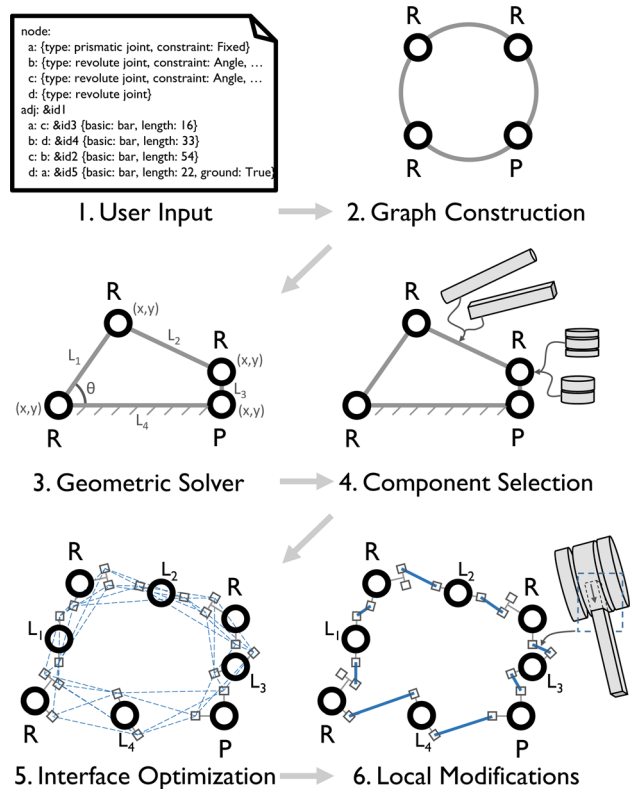 node:
a: {type: prismatic joint, constraint: Fixed}
b: {type: revolute joint, constraint: Angle, ...
c: {type: revolute joint, constraint: Angle, ...
d: {type: revolute joint}
adj: &id1
a: c: &id3 {basic: bar, length: 16}
b: d: &id4 {basic: bar, length: 33}
c: b: &id2 {basic: bar, length: 54}
d: a: &id5 {basic: bar, length: 22, ground: True}
R R
R P
1. User Input
2. Graph Construction
R
(x,y)
L2
L1
R
(x,y)
L3
θ
(x,y)
(x,y)
L4
R
P
R
R
R
P
3. Geometric Solver
4. Component Selection
R
L2
R
L1
L3
R
L4
P
R
L2
R
L1
L3
R
L4
P
5. Interface Optimization
6. Local Modifications